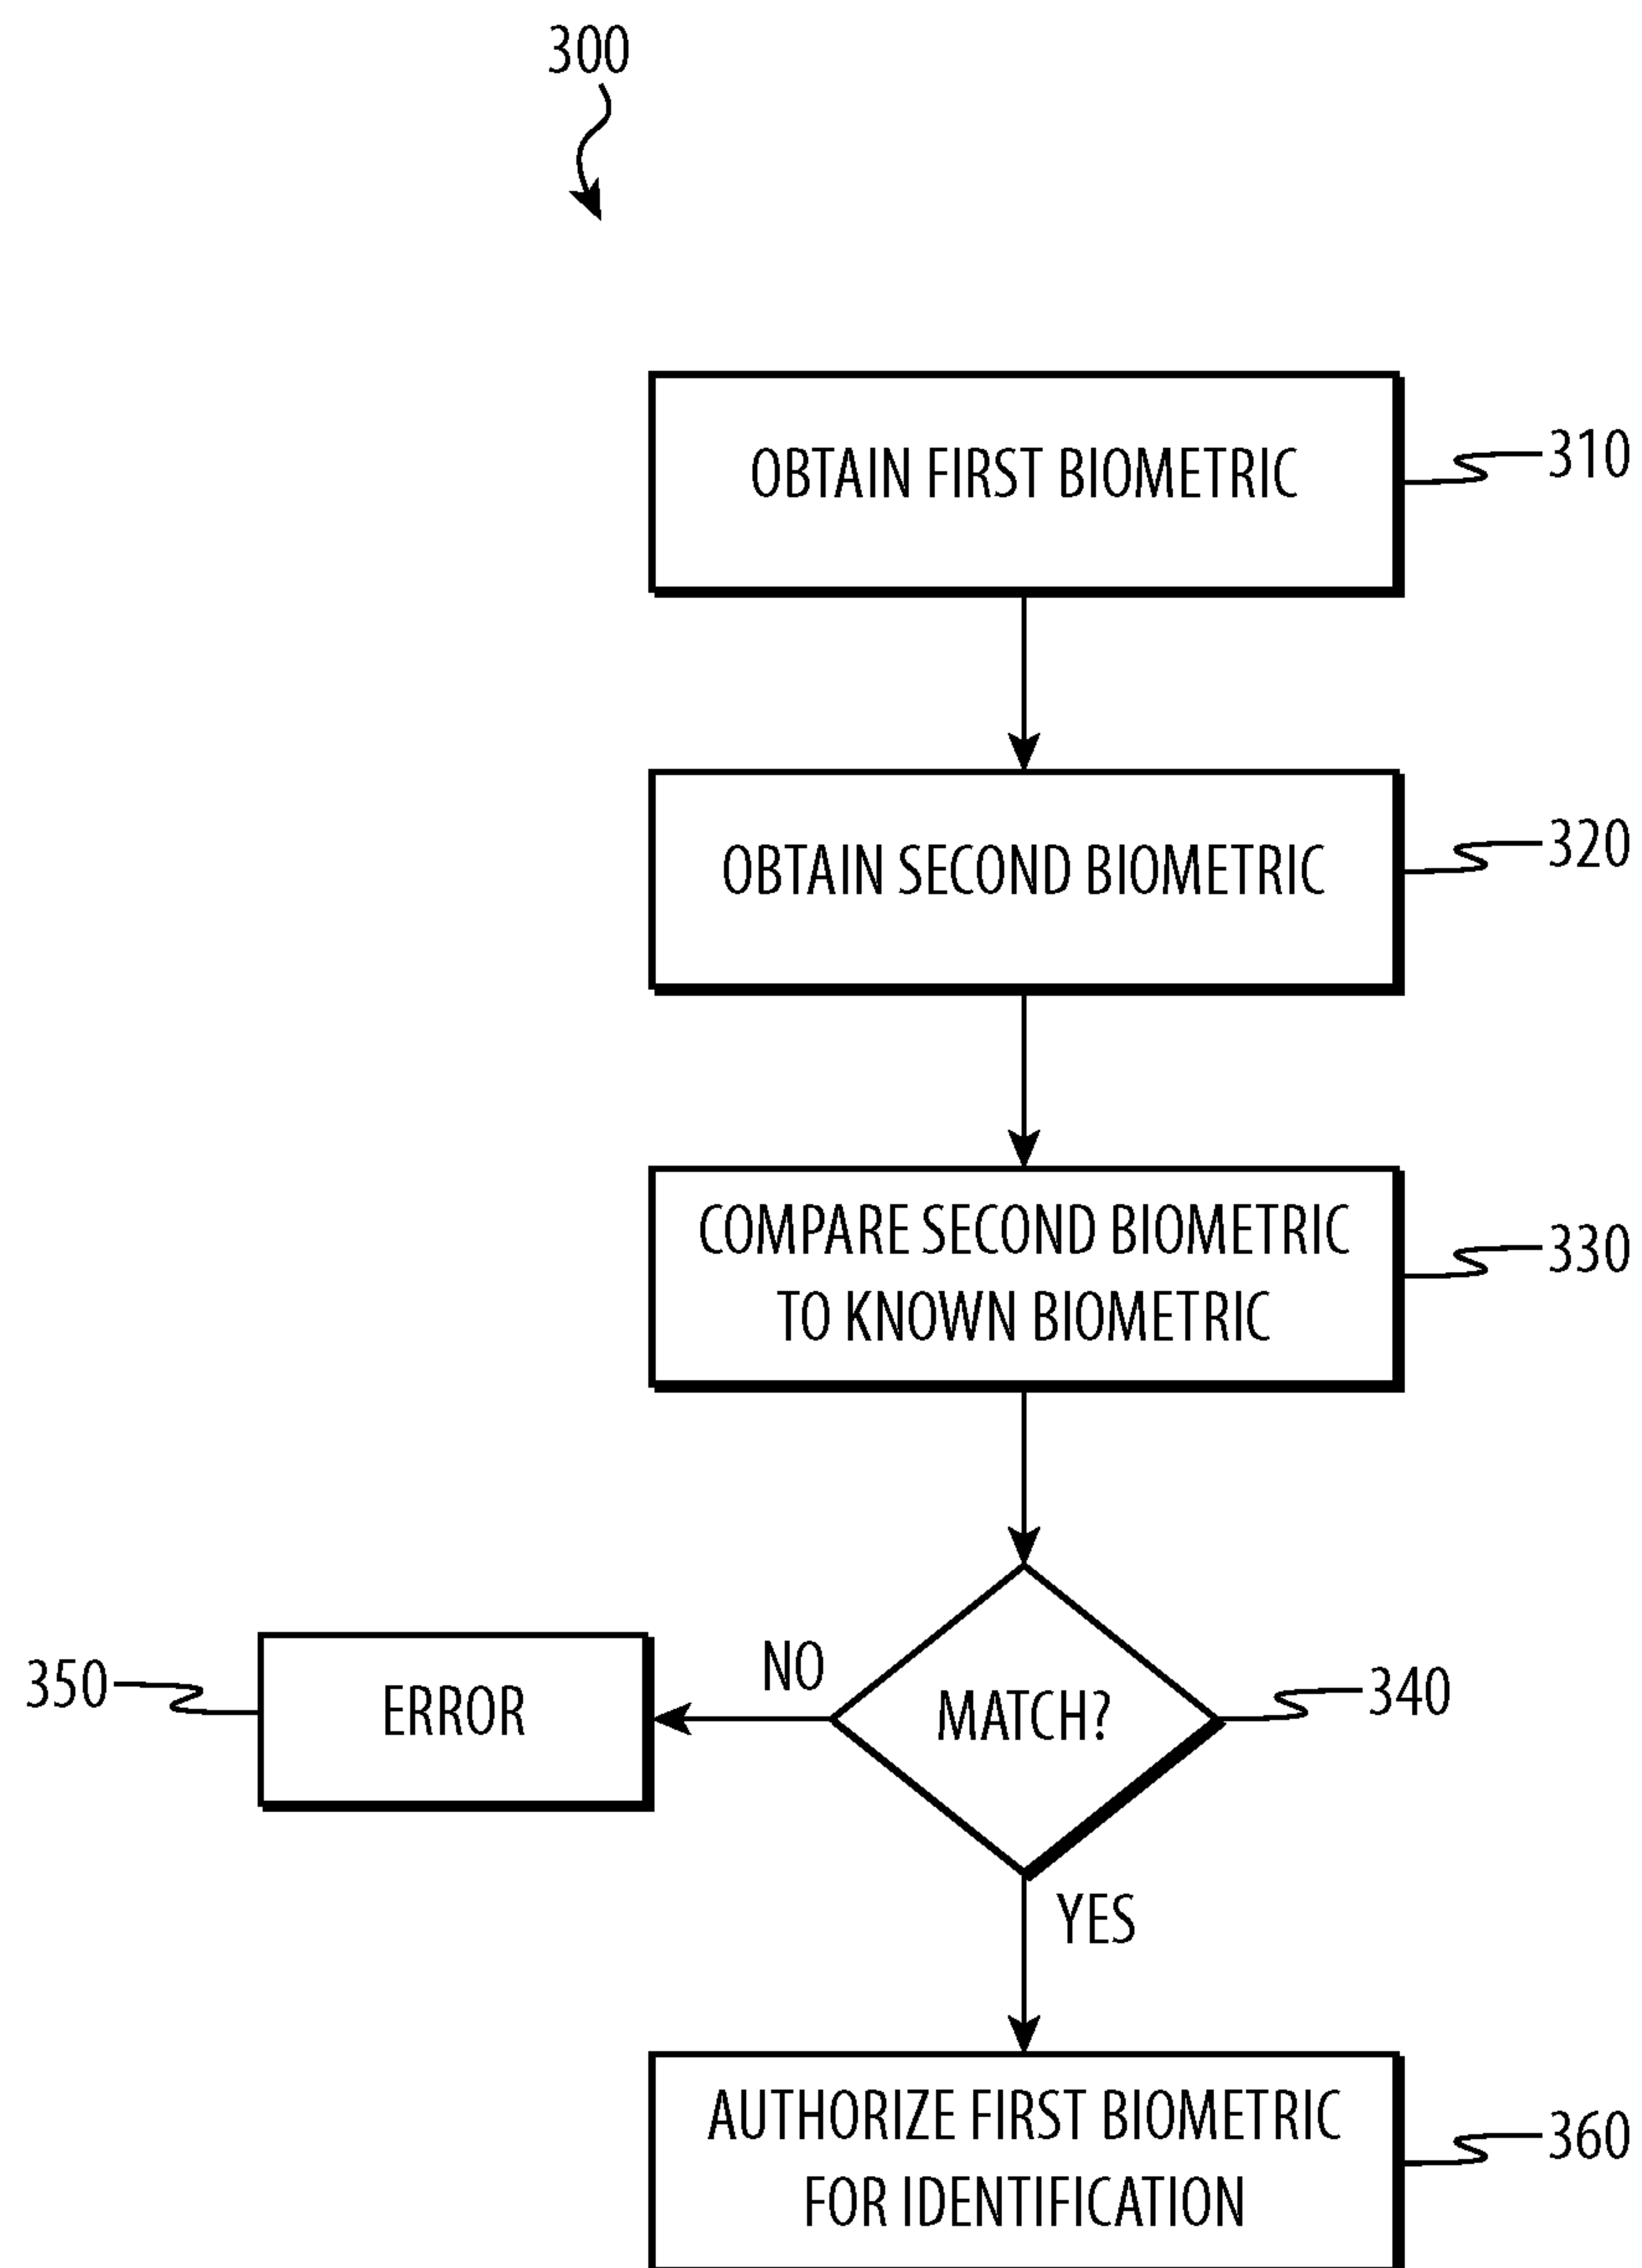 300
OBTAIN FIRST BIOMETRIC
310
OBTAIN SECOND BIOMETRIC
320
COMPARE SECOND BIOMETRIC
TO KNOWN BIOMETRIC
330
350
ERROR
NO
MATCH?
340
YES
AUTHORIZE FIRST BIOMETRIC
FOR IDENTIFICATION
360